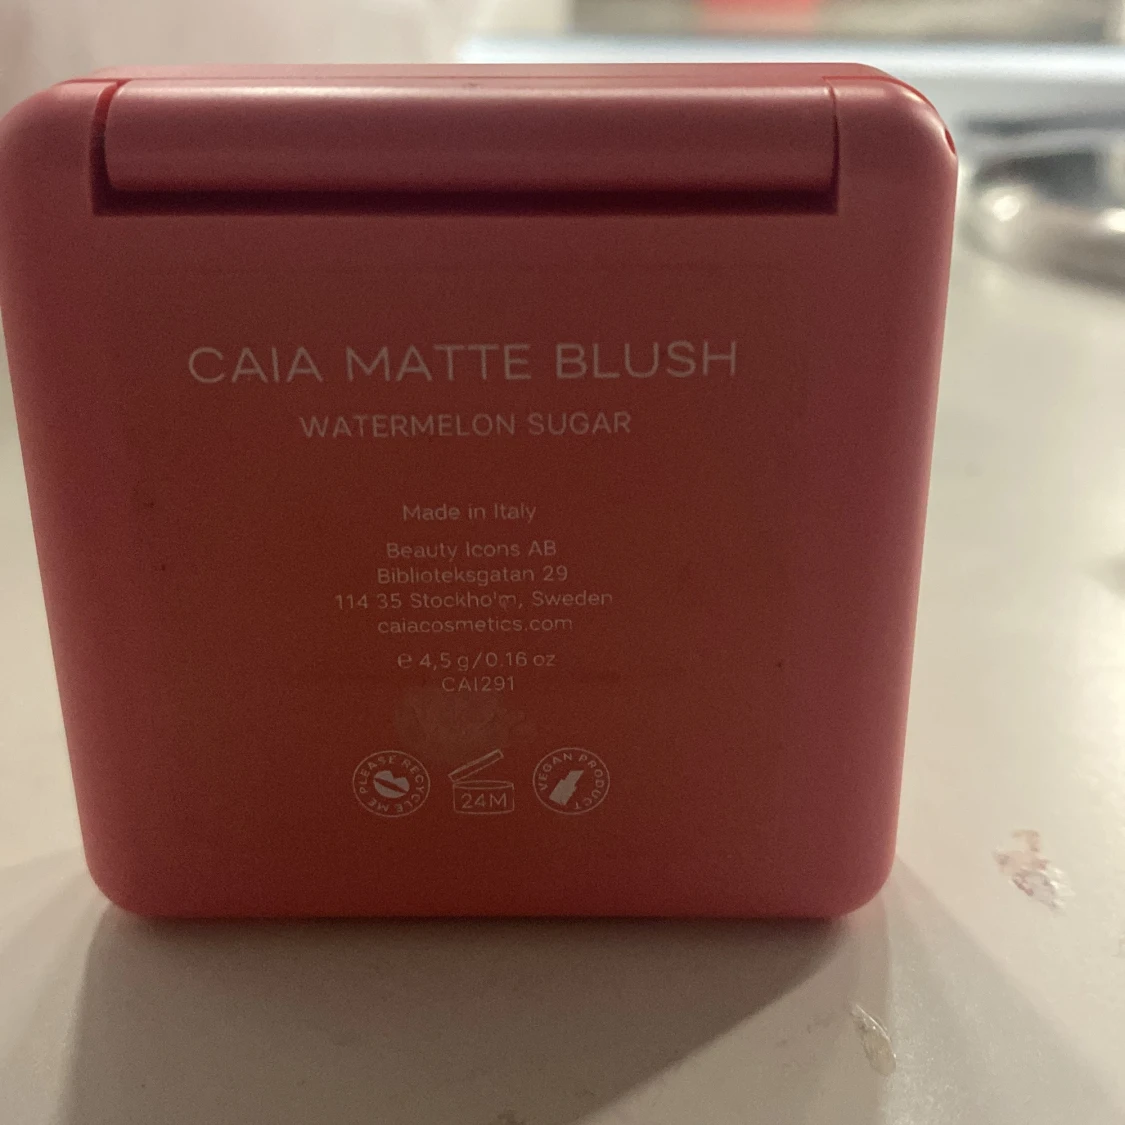 CAIA MATTE BLUSH
WATERMELON SUGAR
Made in Italy
Beauty Icons AB
Biblioteksgatan 29
114 35 Stockholm, Sweden
caiacosmetics.com
℮ 4,5 g/0.16 oz
CAI291
PLEASE RECYCLE ME
24M
VEGAN PRODUCT